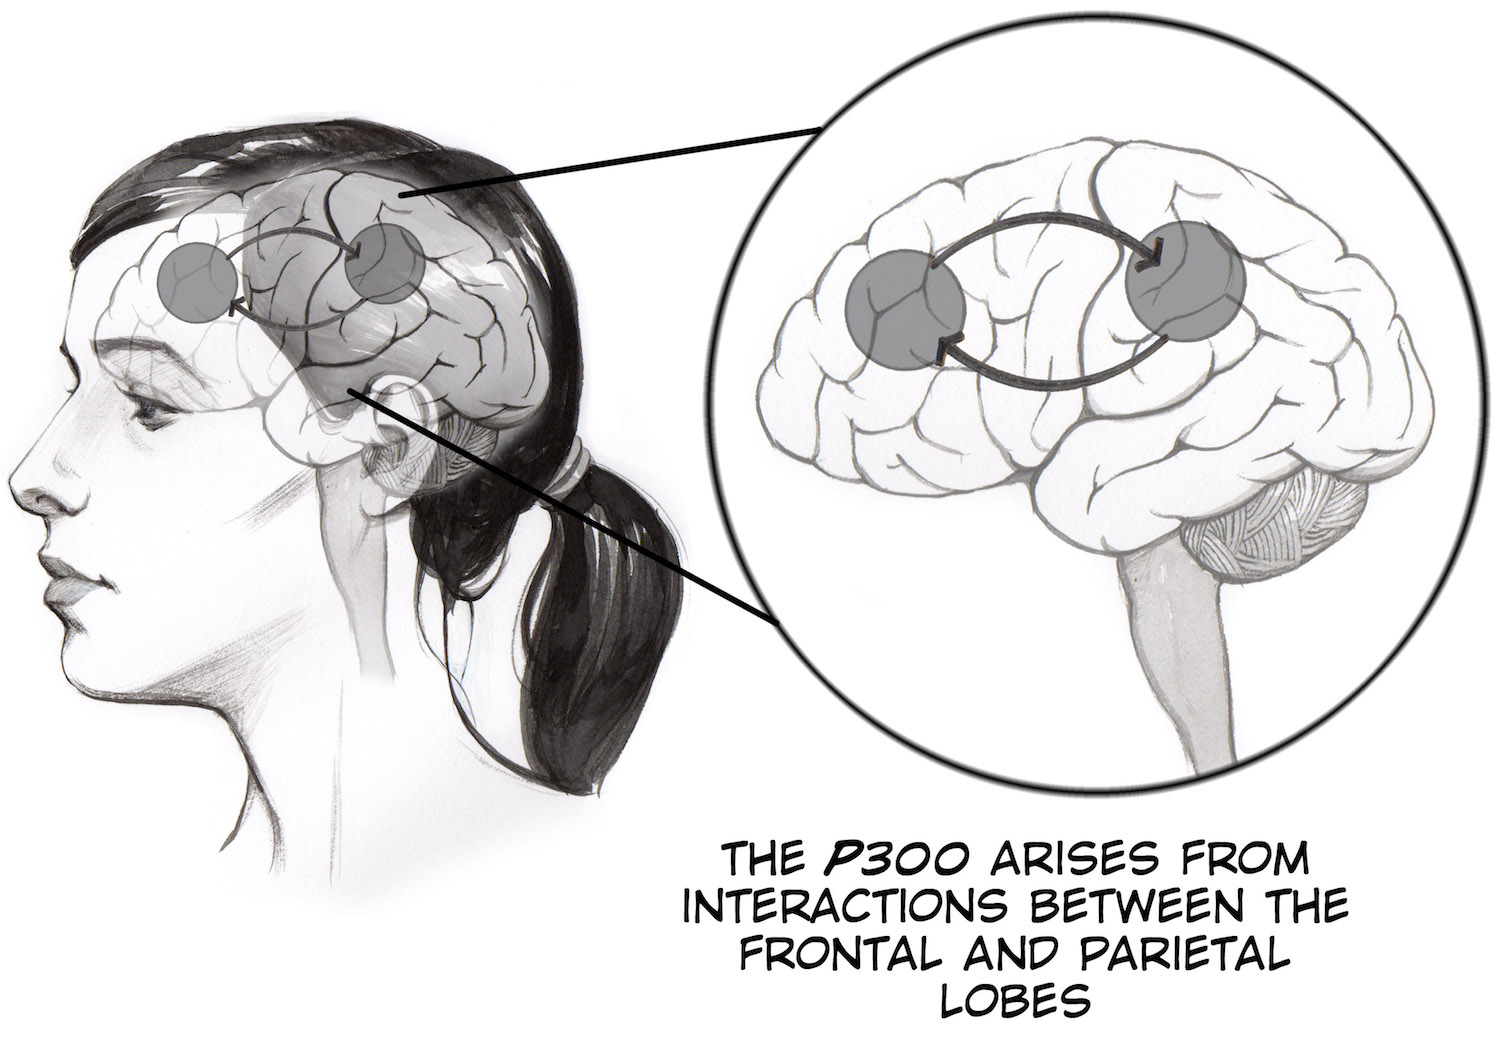 THE P300 ARISES FROM
INTERACTIONS BETWEEN THE
FRONTAL AND PARIETAL
LOBES